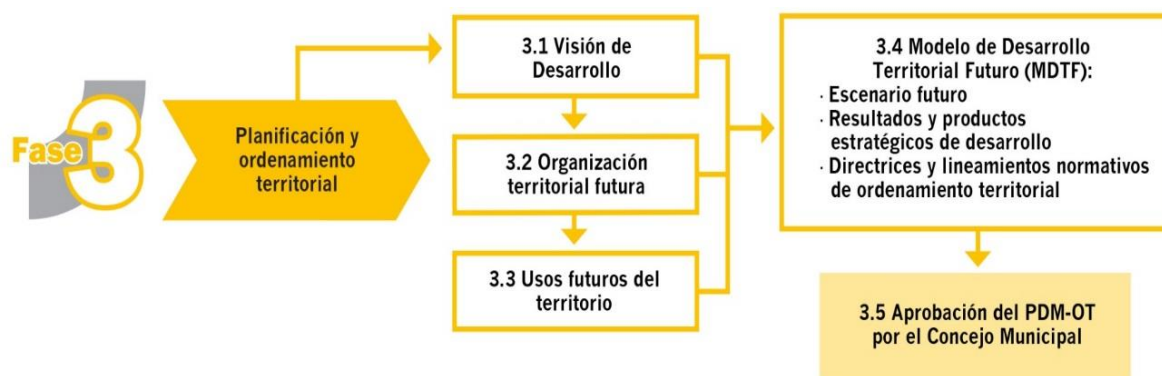 Fase 3
Planificación y
ordenamiento
territorial
3.1 Visión de
Desarrollo
3.2 Organización
territorial futura
3.3 Usos futuros del
territorio
3.4 Modelo de Desarrollo
Territorial Futuro (MDTF):
· Escenario futuro
· Resultados y productos
estratégicos de desarrollo
· Directrices y lineamientos normativos
de ordenamiento territorial
3.5 Aprobación del PDM-OT
por el Concejo Municipal